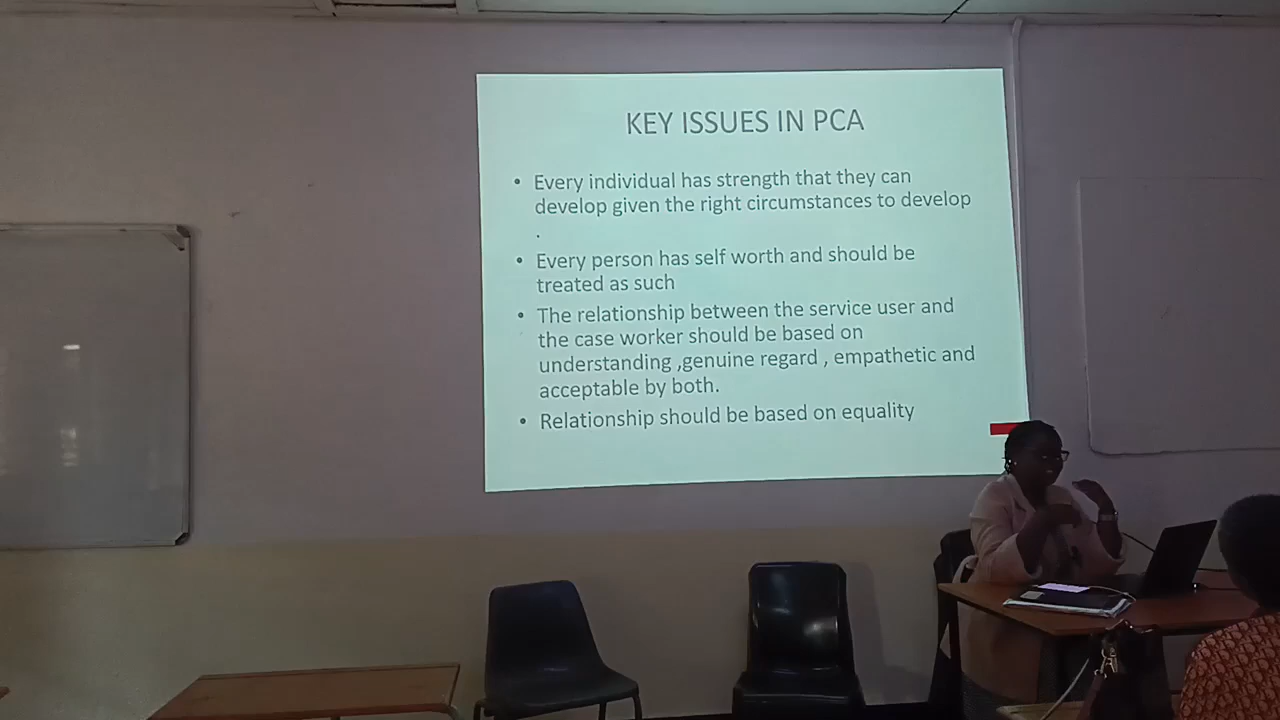 KEY ISSUES IN PCA
• Every individual has strength that they can
develop given the right circumstances to develop
.
• Every person has self worth and should be
treated as such
• The relationship between the service user and
the case worker should be based on
understanding ,genuine regard , empathetic and
acceptable by both.
• Relationship should be based on equality